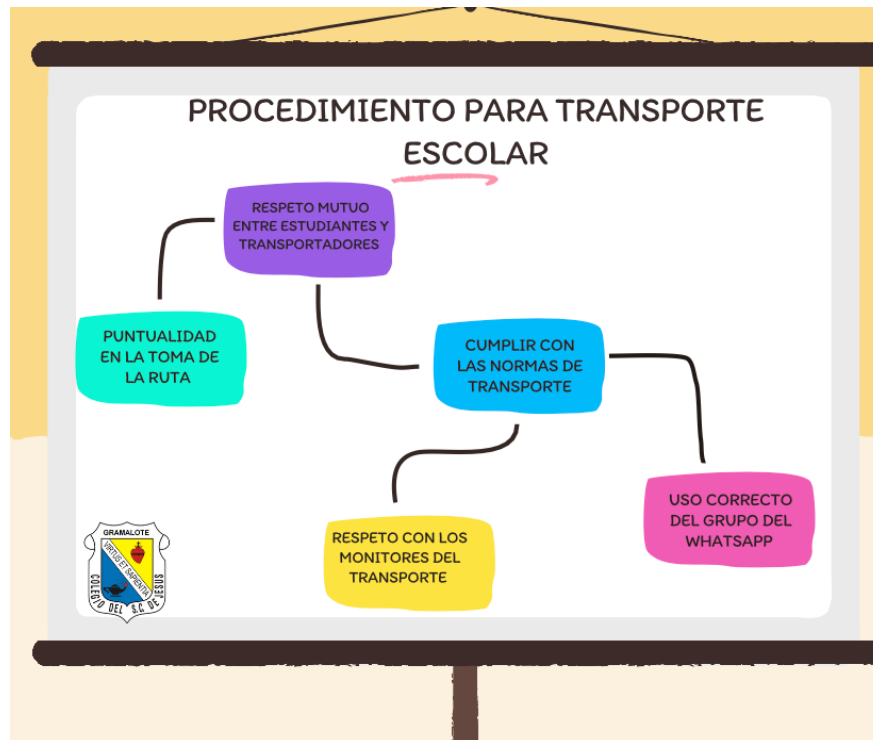 PROCEDIMIENTO PARA TRANSPORTE
ESCOLAR
RESPETO MUTUO
ENTRE ESTUDIANTES Y
TRANSPORTADORES
PUNTUALIDAD
EN LA TOMA DE
LA RUTA
CUMPLIR CON
LAS NORMAS DE
TRANSPORTE
RESPETO CON LOS
MONITORES DEL
TRANSPORTE
USO CORRECTO
DEL GRUPO DEL
WHATSAPP
GRAMALOTE
VIRTUS ET SAPIENTIA
COLEGIO DEL S.C. DE JESUS